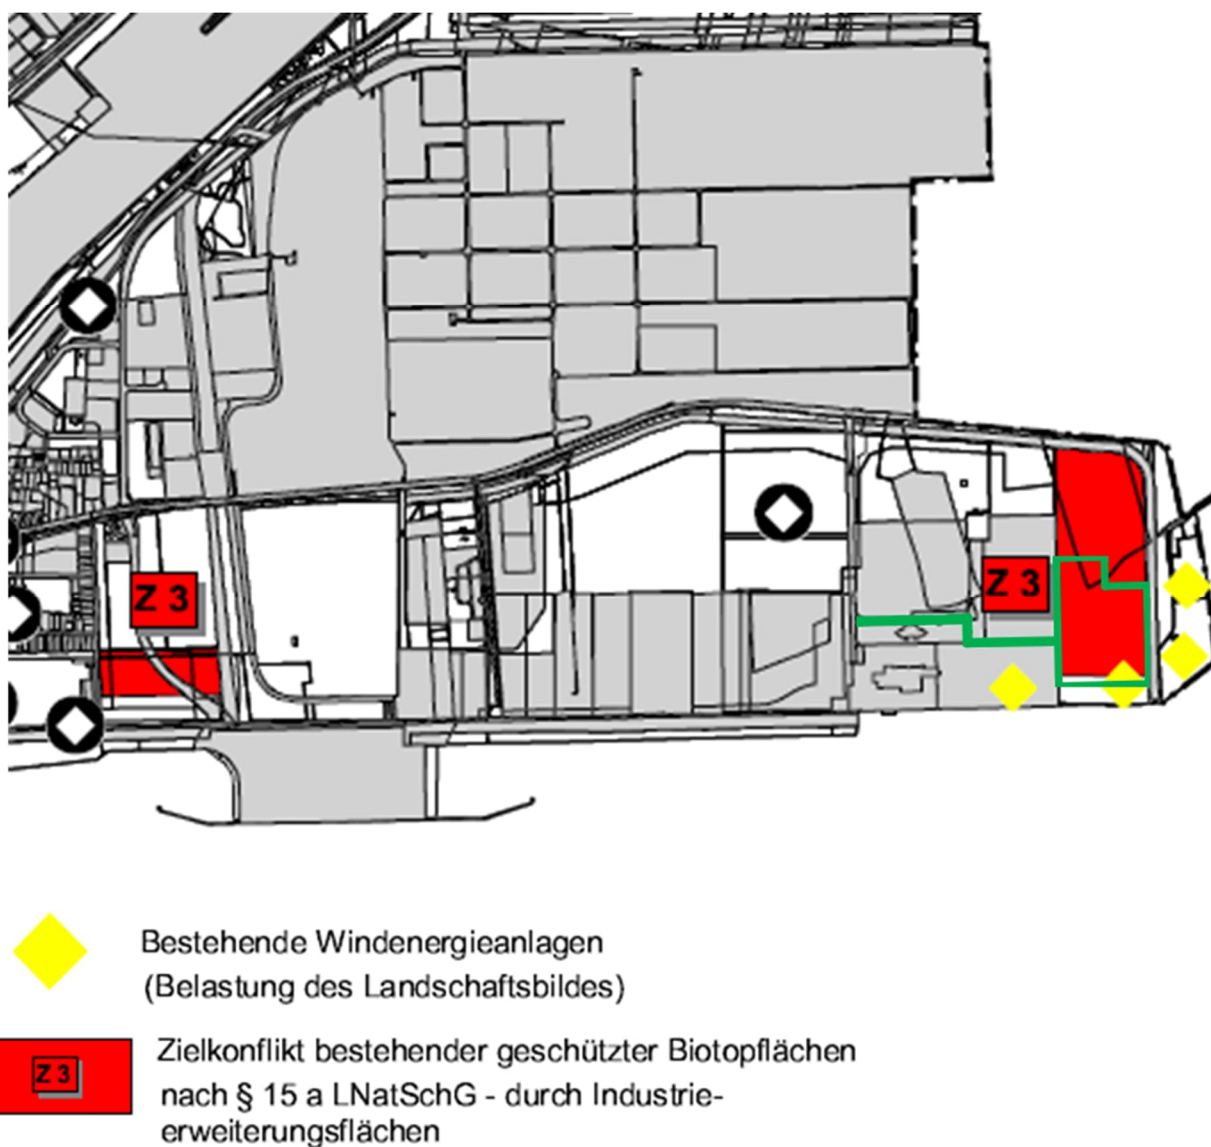 Z 3
Z 3
Bestehende Windenergieanlagen
(Belastung des Landschaftsbildes)
Z 3
Zielkonflikt bestehender geschützter Biotopflächen
nach § 15 a LNatSchG - durch Industrie-
erweiterungsflächen